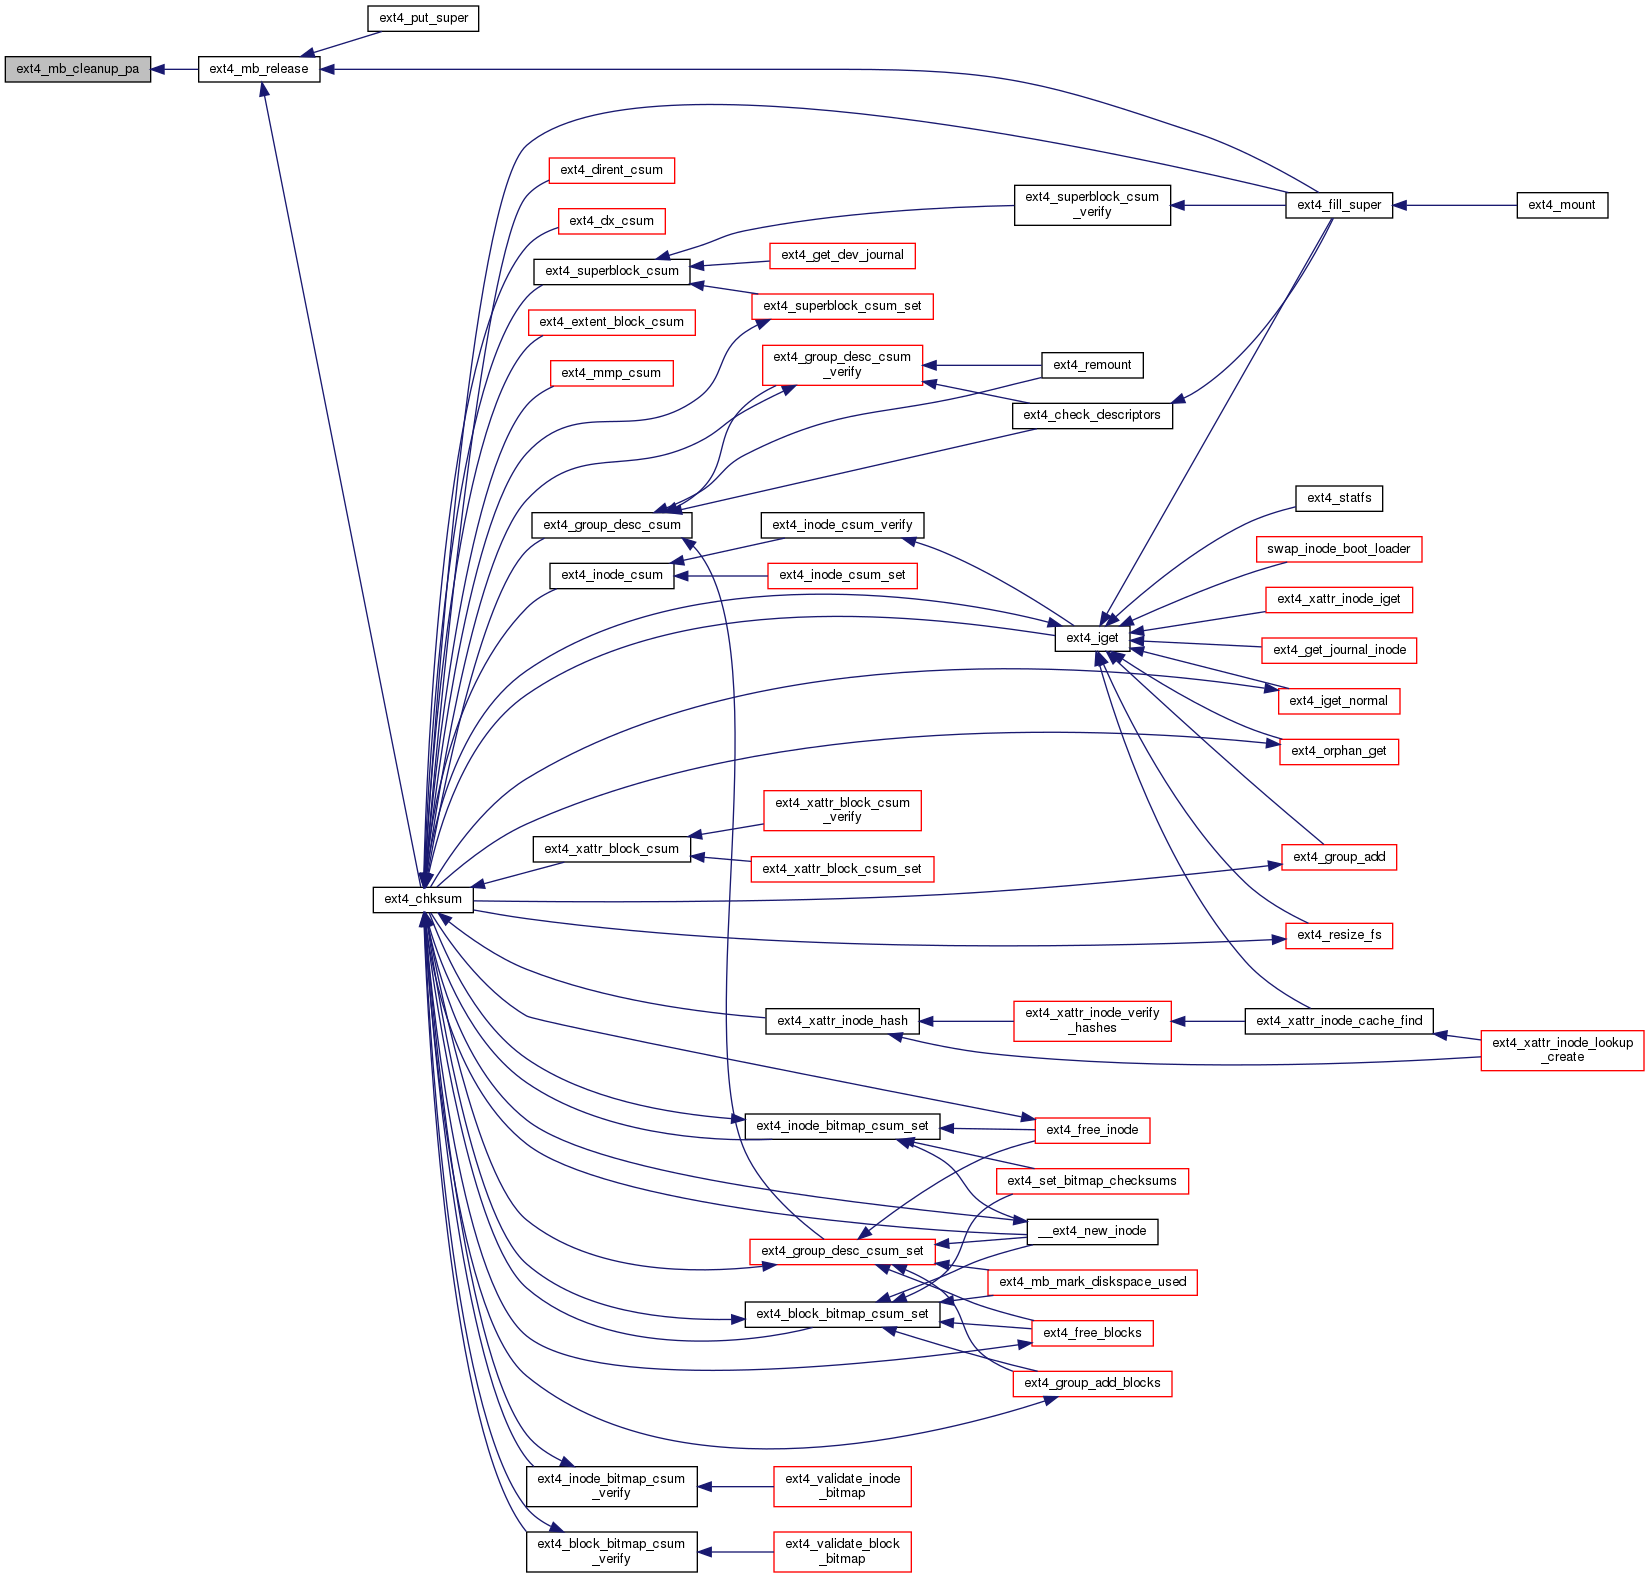 ext4_put_super
ext4_mb_cleanup_pa
ext4_mb_release
ext4_dirent_csum
ext4_dx_csum
ext4_superblock_csum
_verify
ext4_fill_super
ext4_mount
ext4_get_dev_journal
ext4_superblock_csum
ext4_superblock_csum_set
ext4_extent_block_csum
ext4_group_desc_csum
_verify
ext4_remount
ext4_mmp_csum
ext4_check_descriptors
ext4_statfs
ext4_group_desc_csum
ext4_inode_csum_verify
swap_inode_boot_loader
ext4_inode_csum
ext4_inode_csum_set
ext4_xattr_inode_iget
ext4_iget
ext4_get_journal_inode
ext4_iget_normal
ext4_orphan_get
ext4_xattr_block_csum
_verify
ext4_xattr_block_csum
ext4_group_add
ext4_xattr_block_csum_set
ext4_chksum
ext4_resize_fs
ext4_xattr_inode_hash
ext4_xattr_inode_verify
_hashes
ext4_xattr_inode_cache_find
ext4_xattr_inode_lookup
_create
ext4_inode_bitmap_csum_set
ext4_free_inode
ext4_set_bitmap_checksums
__ext4_new_inode
ext4_group_desc_csum_set
ext4_mb_mark_diskspace_used
ext4_block_bitmap_csum_set
ext4_free_blocks
ext4_group_add_blocks
ext4_inode_bitmap_csum
_verify
ext4_validate_inode
_bitmap
ext4_block_bitmap_csum
_verify
ext4_validate_block
_bitmap